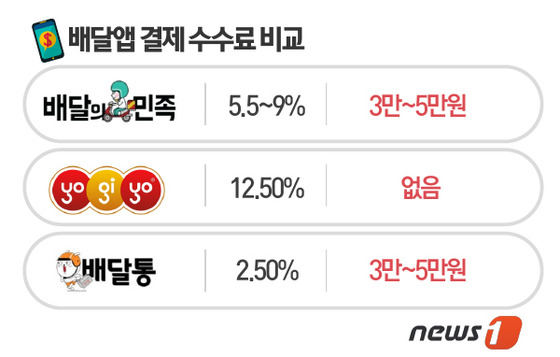 배달앱 결제 수수료 비교
배달의민족 5.5~9% 3만~5만원
yo gi yo 12.50% 없음
배달통 2.50% 3만~5만원
news1